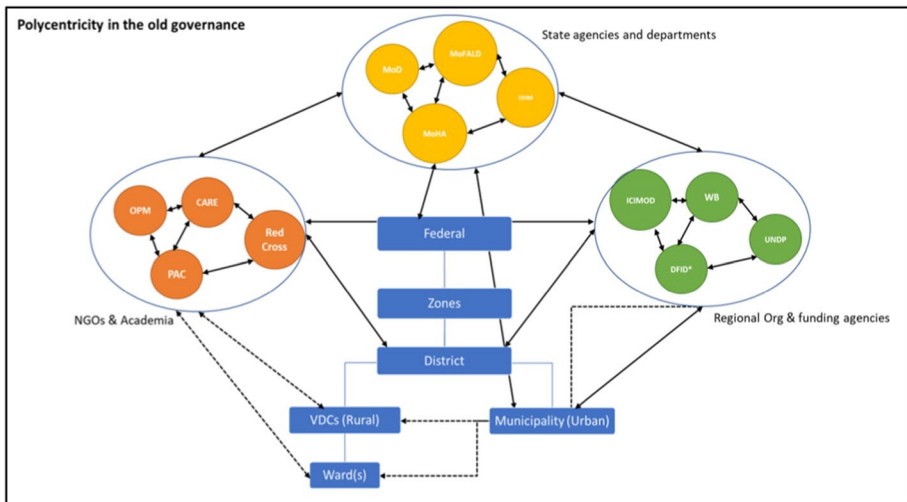 Polycentricity in the old governance
State agencies and departments
MoFALD
MoD
DHM
MoHA
OPM
CARE
Red
Cross
PAC
ICIMOD
WB
UNDP
DFID*
Federal
Zones
NGOs & Academia
Regional Org & funding agencies
District
VDCs (Rural)
Municipality (Urban)
Ward(s)